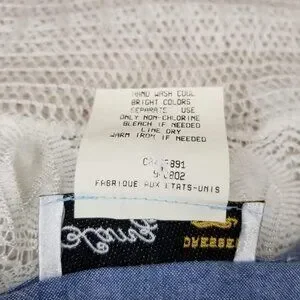 HAND WASH COOL
BRIGHT COLORS
SEPARATE USE
ONLY NON-CHLORINE
BLEACH IF NEEDED
LINE DRY
WARM IRON IF NEEDED
FABRIQUE AUX ETATS-UNIS
DRESSES